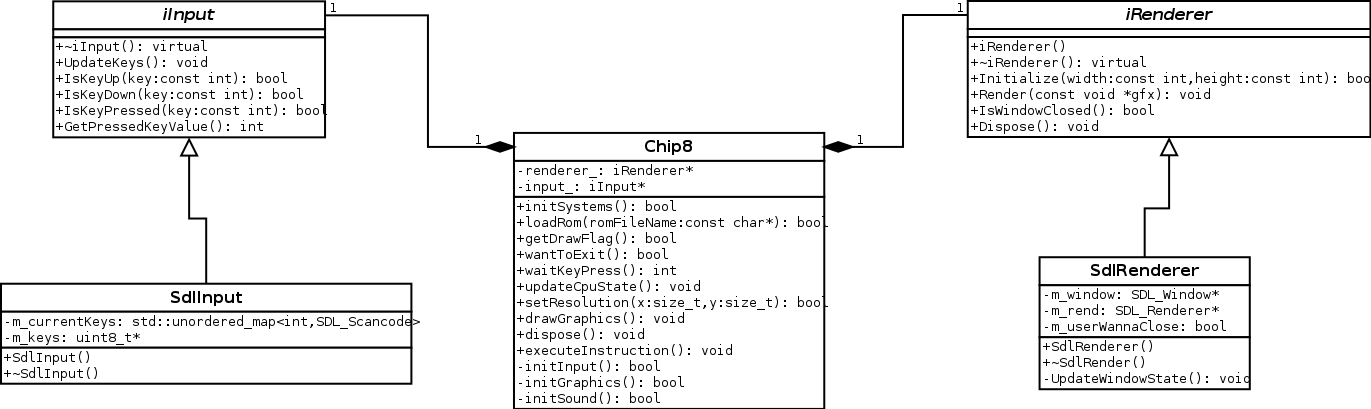 iInput
+~iInput(): virtual
+UpdateKeys(): void
+IsKeyUp(key:const int): bool
+IsKeyDown(key:const int): bool
+IsKeyPressed(key:const int): bool
+GetPressedKeyValue(): int
1
1
SdlInput
-m_currentKeys: std::unordered_map<int,SDL_Scancode>
-m_keys: uint8_t*
+SdlInput()
+~SdlInput()
Chip8
-renderer_: iRenderer*
-input_: iInput*
+initSystems(): bool
+loadRom(romFileName:const char*): bool
+getDrawFlag(): bool
+wantToExit(): bool
+waitKeyPress(): int
+updateCpuState(): void
+setResolution(x:size_t,y:size_t): bool
+drawGraphics(): void
+dispose(): void
+executeInstruction(): void
-initInput(): bool
-initGraphics(): bool
-initSound(): bool
1
1
iRenderer
+iRenderer()
+~iRenderer(): virtual
+Initialize(width:const int,height:const int): boo
+Render(const void *gfx): void
+IsWindowClosed(): bool
+Dispose(): void
SdlRenderer
-m_window: SDL_Window*
-m_rend: SDL_Renderer*
-m_userWannaClose: bool
+SdlRenderer()
+~SdlRender()
-UpdateWindowState(): void